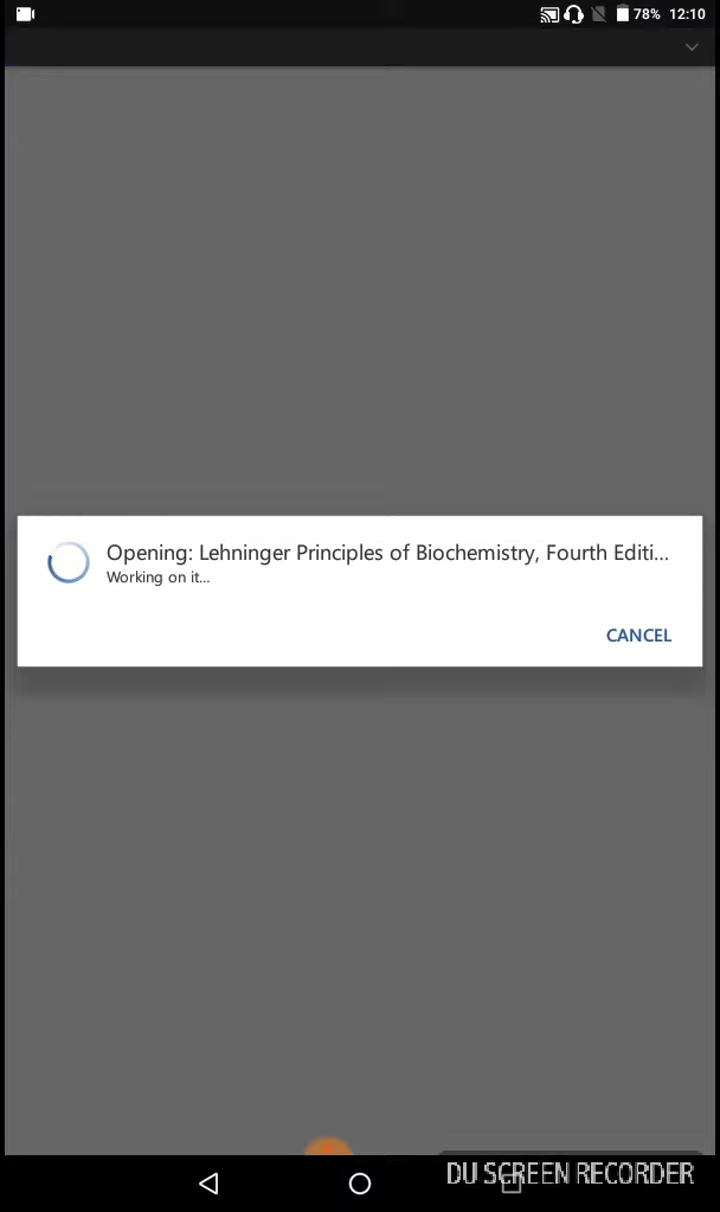 78% 12:10
Opening: Lehninger Principles of Biochemistry, Fourth Editi...
Working on it...
CANCEL
DU SCREEN RECORDER